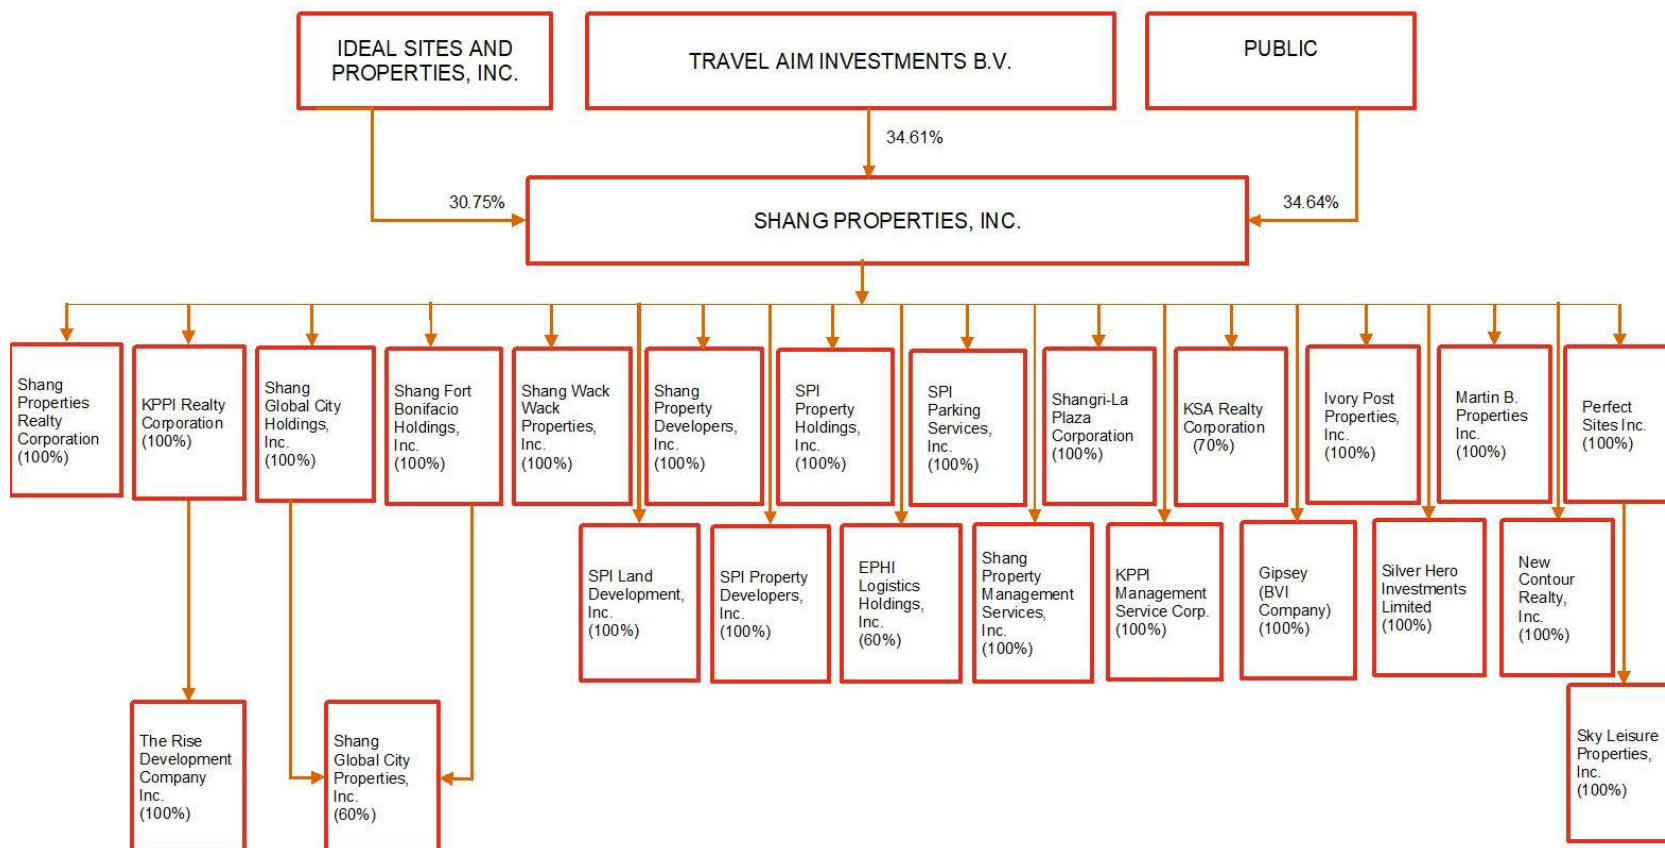 IDEAL SITES AND
PROPERTIES, INC.
TRAVEL AIM INVESTMENTS B.V.
PUBLIC
34.61%
30.75%
34.64%
SHANG PROPERTIES, INC.
Shang
Properties
Realty
Corporation
(100%)
KPPI Realty
Corporation
(100%)
Shang
Global City
Holdings,
Inc.
(100%)
Shang Fort
Bonifacio
Holdings,
Inc.
(100%)
Shang Wack
Wack
Properties,
Inc.
(100%)
Shang
Property
Developers,
Inc.
(100%)
SPI
Property
Holdings,
Inc.
(100%)
SPI
Parking
Services,
Inc.
(100%)
Shangri-La
Plaza
Corporation
(100%)
KSA Realty
Corporation
(70%)
Ivory Post
Properties,
Inc.
(100%)
Martin B.
Properties
Inc.
(100%)
Perfect
Sites Inc.
(100%)
SPI Land
Development,
Inc.
(100%)
SPI Property
Developers,
Inc.
(100%)
EPHI
Logistics
Holdings,
Inc.
(60%)
Shang
Property
Management
Services,
Inc.
(100%)
KPPI
Management
Service Corp.
(100%)
Gipsey
(BVI
Company)
(100%)
Silver Hero
Investments
Limited
(100%)
New
Contour
Realty,
Inc.
(100%)
The Rise
Development
Company
Inc.
(100%)
Shang
Global City
Properties,
Inc.
(60%)
Sky Leisure
Properties,
Inc.
(100%)